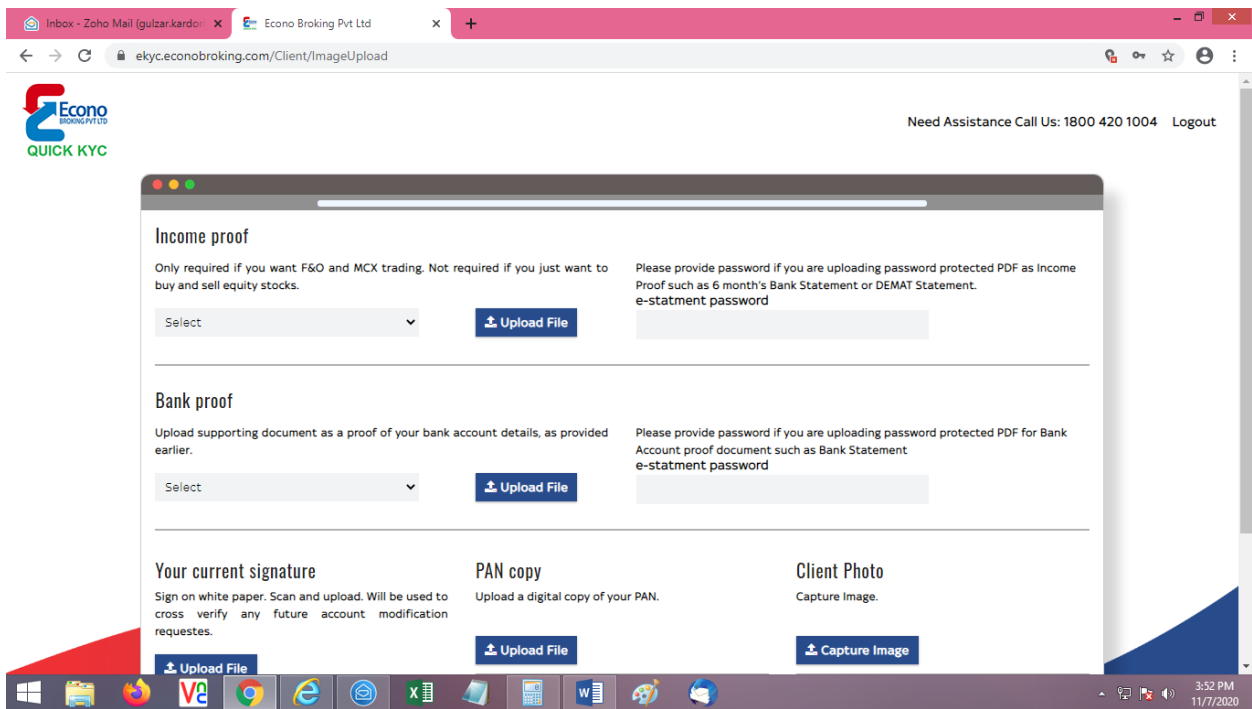 Inbox - Zoho Mail (gulzar.kardori
Econo Broking Pvt Ltd
ekyc.econobroking.com/Client/ImageUpload
Econo
BROKING PVT LTD
QUICK KYC
Need Assistance Call Us: 1800 420 1004 Logout
Income proof
Only required if you want F&O and MCX trading. Not required if you just want to
buy and sell equity stocks.
Select
Upload File
Please provide password if you are uploading password protected PDF as Income
Proof such as 6 month's Bank Statement or DEMAT Statement.
e-statment password
Bank proof
Upload supporting document as a proof of your bank account details, as provided
earlier.
Select
Upload File
Please provide password if you are uploading password protected PDF for Bank
Account proof document such as Bank Statement
e-statment password
Your current signature
Sign on white paper. Scan and upload. Will be used to
cross verify any future account modification
requestes.
Upload File
PAN copy
Upload a digital copy of your PAN.
Upload File
Client Photo
Capture Image.
Capture Image
3:52 PM
11/7/2020